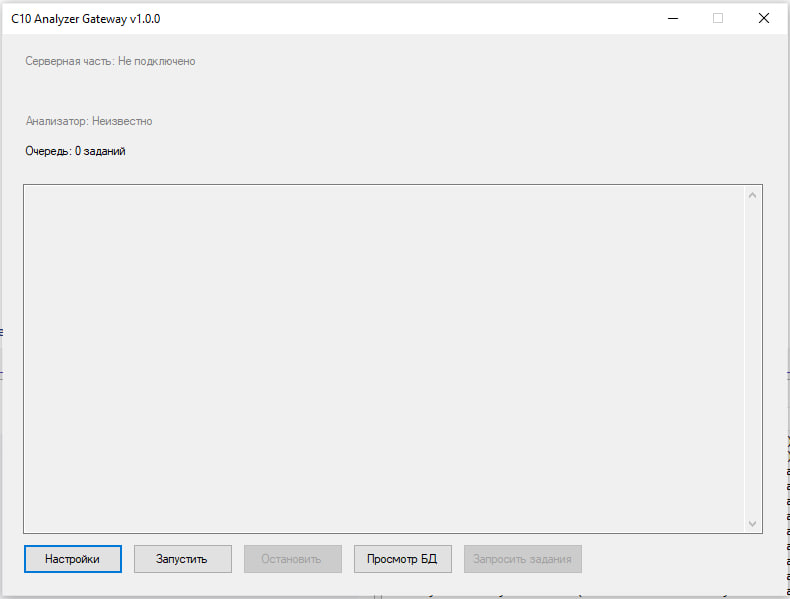 C10 Analyzer Gateway v1.0.0
Серверная часть: Не подключено
Анализатор: Неизвестно
Очередь: 0 заданий
Настройки Запустить Остановить Просмотр БД Запросить задания